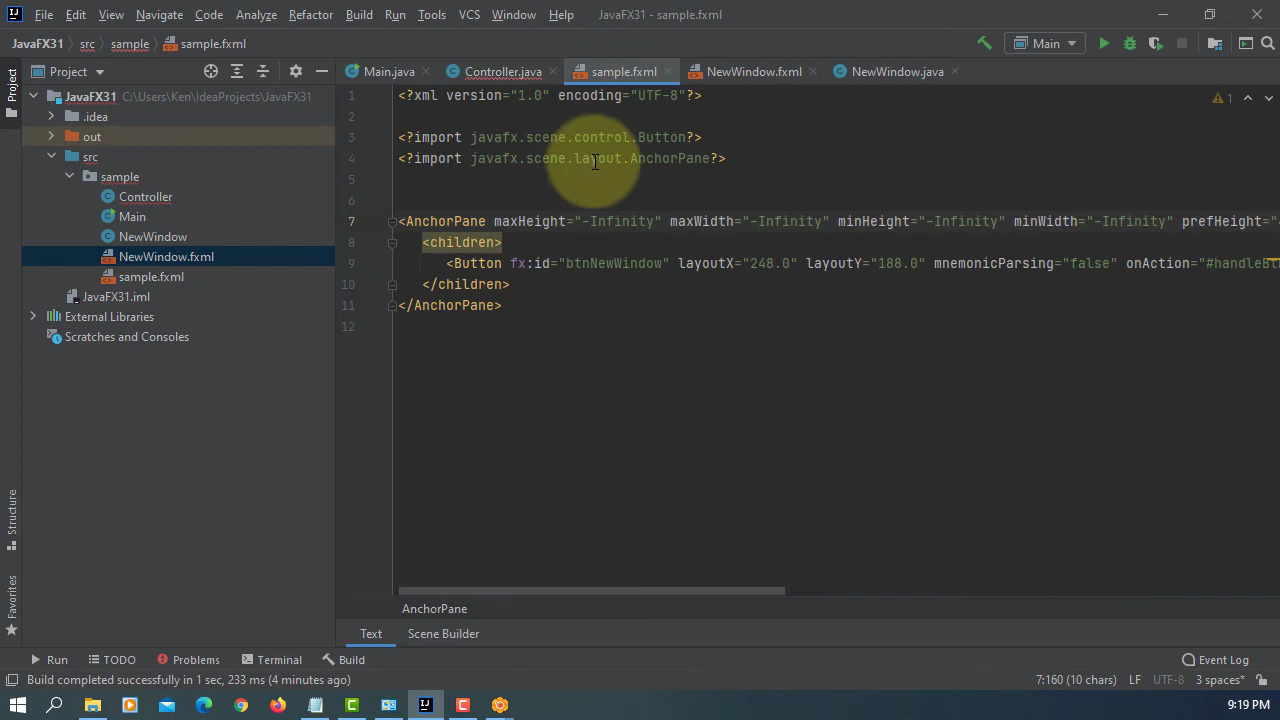 File Edit View Navigate Code Analyze Refactor Build Run Tools VCS Window Help JavaFX31 - sample.fxml
JavaFX31 src sample sample.fxml Main
Project Main.java Controller.java sample.fxml NewWindow.fxml NewWindow.java
Project
JavaFX31 C:\Users\Ken\IdeaProjects\JavaFX31
.idea
out
src
sample
Controller
Main
NewWindow
NewWindow.fxml
sample.fxml
JavaFX31.iml
External Libraries
Scratches and Consoles
1 <?xml version="1.0" encoding="UTF-8"?>
2
3 <?import javafx.scene.control.Button?>
4 <?import javafx.scene.layout.AnchorPane?>
5
6
7 <AnchorPane maxHeight="-Infinity" maxWidth="-Infinity" minHeight="-Infinity" minWidth="-Infinity" prefHeight="
8 <children>
9 <Button fx:id="btnNewWindow" layoutX="248.0" layoutY="188.0" mnemonicParsing="false" onAction="#handleBt
10 </children>
11 </AnchorPane>
12
1
AnchorPane
Text Scene Builder
Structure
Favorites
Run TODO Problems Terminal Build Event Log
Build completed successfully in 1 sec, 233 ms (4 minutes ago) 7:160 (10 chars) LF UTF-8 3 spaces*
9:19 PM